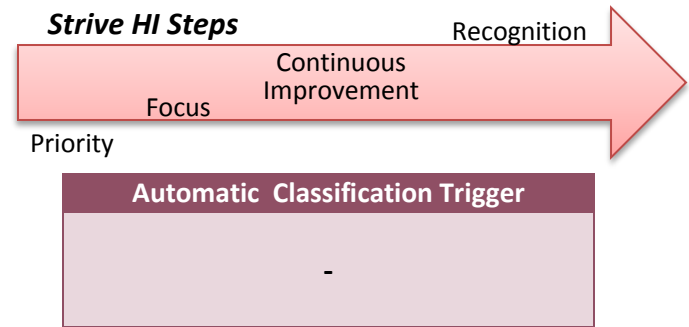 Strive HI Steps
Recognition
Continuous
Improvement
Focus
Priority
Automatic Classification Trigger
-